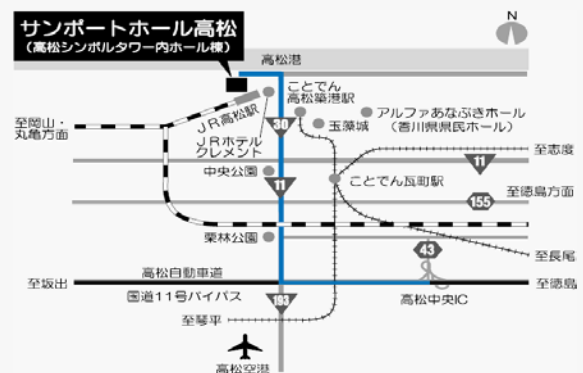 サンポートホール高松
（高松シンボルタワー内ホール棟）
N
高松港
ことでん
高松築港駅
JR高松駅
アルファあなぶきホール
（香川県県民ホール）
玉藻城
至岡山・
丸亀方面
30
JRホテル
クレメント
至志度
11
中央公園
11
ことでん瓦町駅
至徳島方面
155
栗林公園
43
至長尾
高松自動車道
至坂出
至徳島
国道11号バイパス
193
高松中央IC
至琴平
高松空港